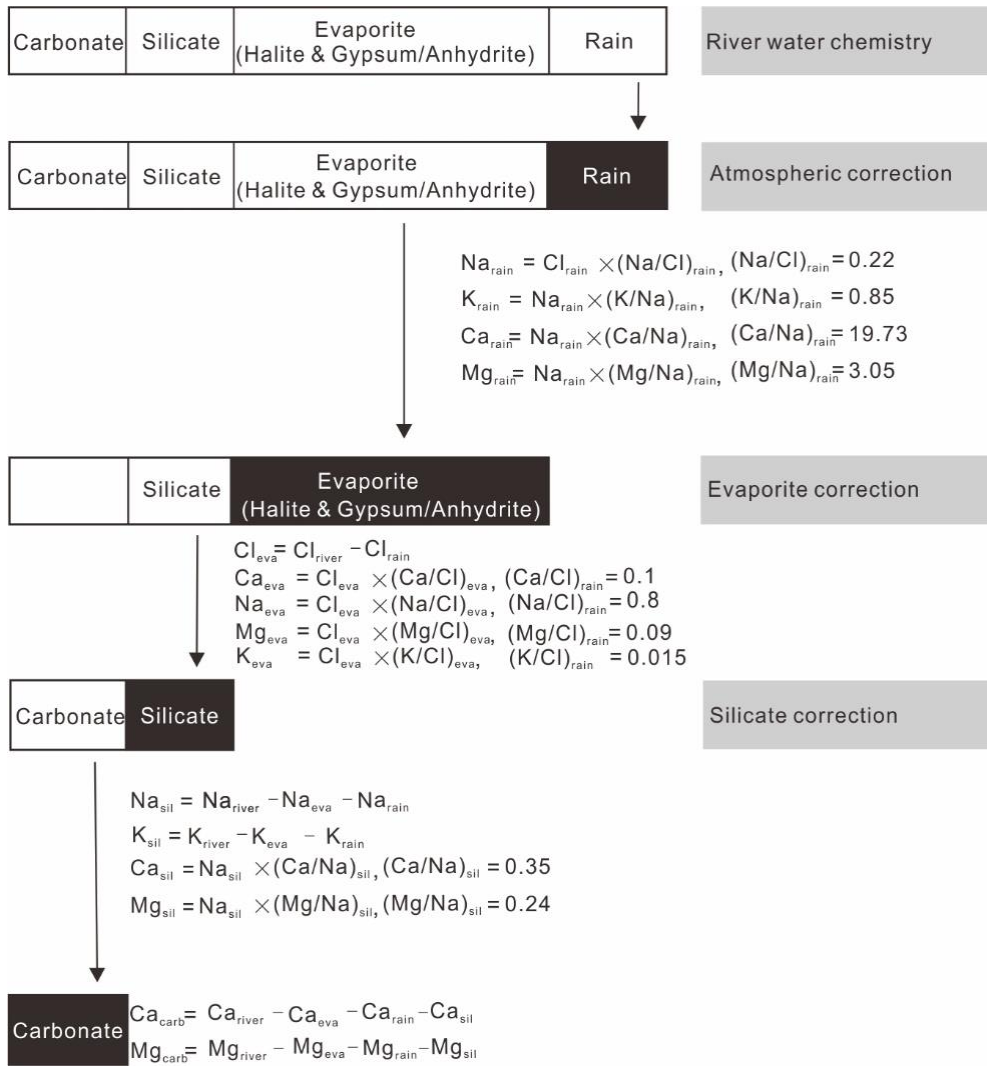 Carbonate Silicate Evaporite (Halite & Gypsum/Anhydrite) Rain River water chemistry
Carbonate Silicate Evaporite (Halite & Gypsum/Anhydrite) Rain Atmospheric correction
Na_rain = Cl_rain ×(Na/Cl)_rain, (Na/Cl)_rain = 0.22
K_rain = Na_rain ×(K/Na)_rain, (K/Na)_rain = 0.85
Ca_rain = Na_rain ×(Ca/Na)_rain, (Ca/Na)_rain = 19.73
Mg_rain = Na_rain ×(Mg/Na)_rain, (Mg/Na)_rain = 3.05
Silicate Evaporite (Halite & Gypsum/Anhydrite) Evaporite correction
Cl_eva = Cl_river − Cl_rain
Ca_eva = Cl_eva ×(Ca/Cl)_eva, (Ca/Cl)_rain = 0.1
Na_eva = Cl_eva ×(Na/Cl)_eva, (Na/Cl)_rain = 0.8
Mg_eva = Cl_eva ×(Mg/Cl)_eva, (Mg/Cl)_rain = 0.09
K_eva = Cl_eva ×(K/Cl)_eva, (K/Cl)_rain = 0.015
Carbonate Silicate Silicate correction
Na_sil = Na_river − Na_eva − Na_rain
K_sil = K_river − K_eva − K_rain
Ca_sil = Na_sil ×(Ca/Na)_sil, (Ca/Na)_sil = 0.35
Mg_sil = Na_sil ×(Mg/Na)_sil, (Mg/Na)_sil = 0.24
Carbonate
Ca_carb = Ca_river − Ca_eva − Ca_rain − Ca_sil
Mg_carb = Mg_river − Mg_eva − Mg_rain − Mg_sil